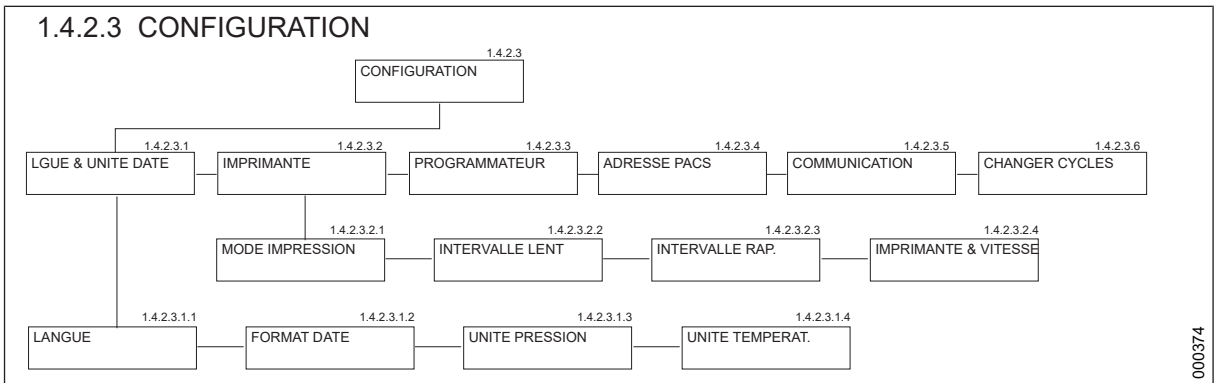 1.4.2.3 CONFIGURATION
1.4.2.3
CONFIGURATION
1.4.2.3.1
LGUE & UNITE DATE
1.4.2.3.2
IMPRIMANTE
1.4.2.3.3
PROGRAMMATEUR
1.4.2.3.4
ADRESSE PACS
1.4.2.3.5
COMMUNICATION
1.4.2.3.6
CHANGER CYCLES
1.4.2.3.2.1
MODE IMPRESSION
1.4.2.3.2.2
INTERVALLE LENT
1.4.2.3.2.3
INTERVALLE RAP.
1.4.2.3.2.4
IMPRIMANTE & VITESSE
1.4.2.3.1.1
LANGUE
1.4.2.3.1.2
FORMAT DATE
1.4.2.3.1.3
UNITE PRESSION
1.4.2.3.1.4
UNITE TEMPERAT.
000374